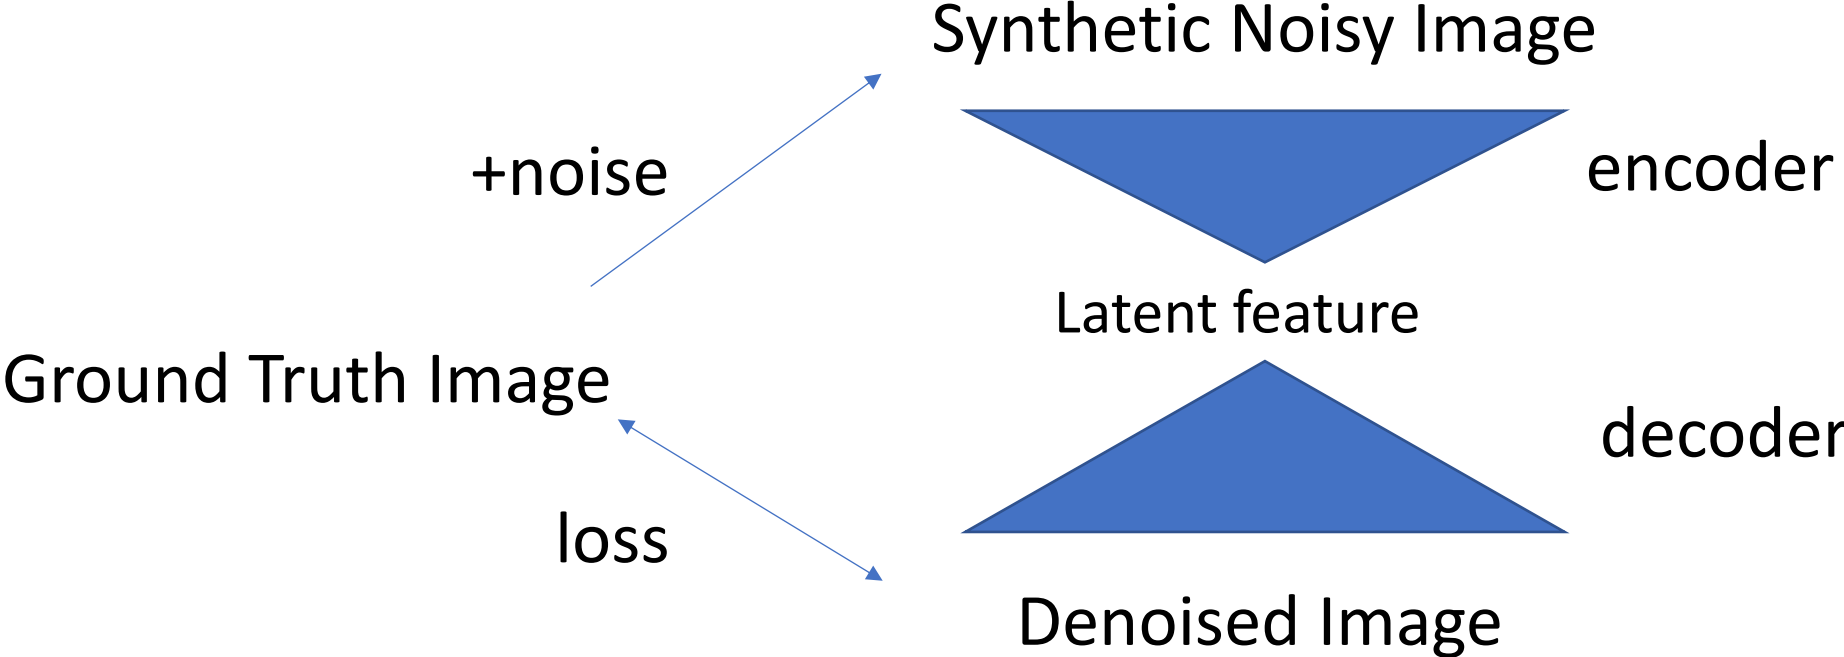 Synthetic Noisy Image
+noise
encoder
Latent feature
Ground Truth Image
decoder
loss
Denoised Image